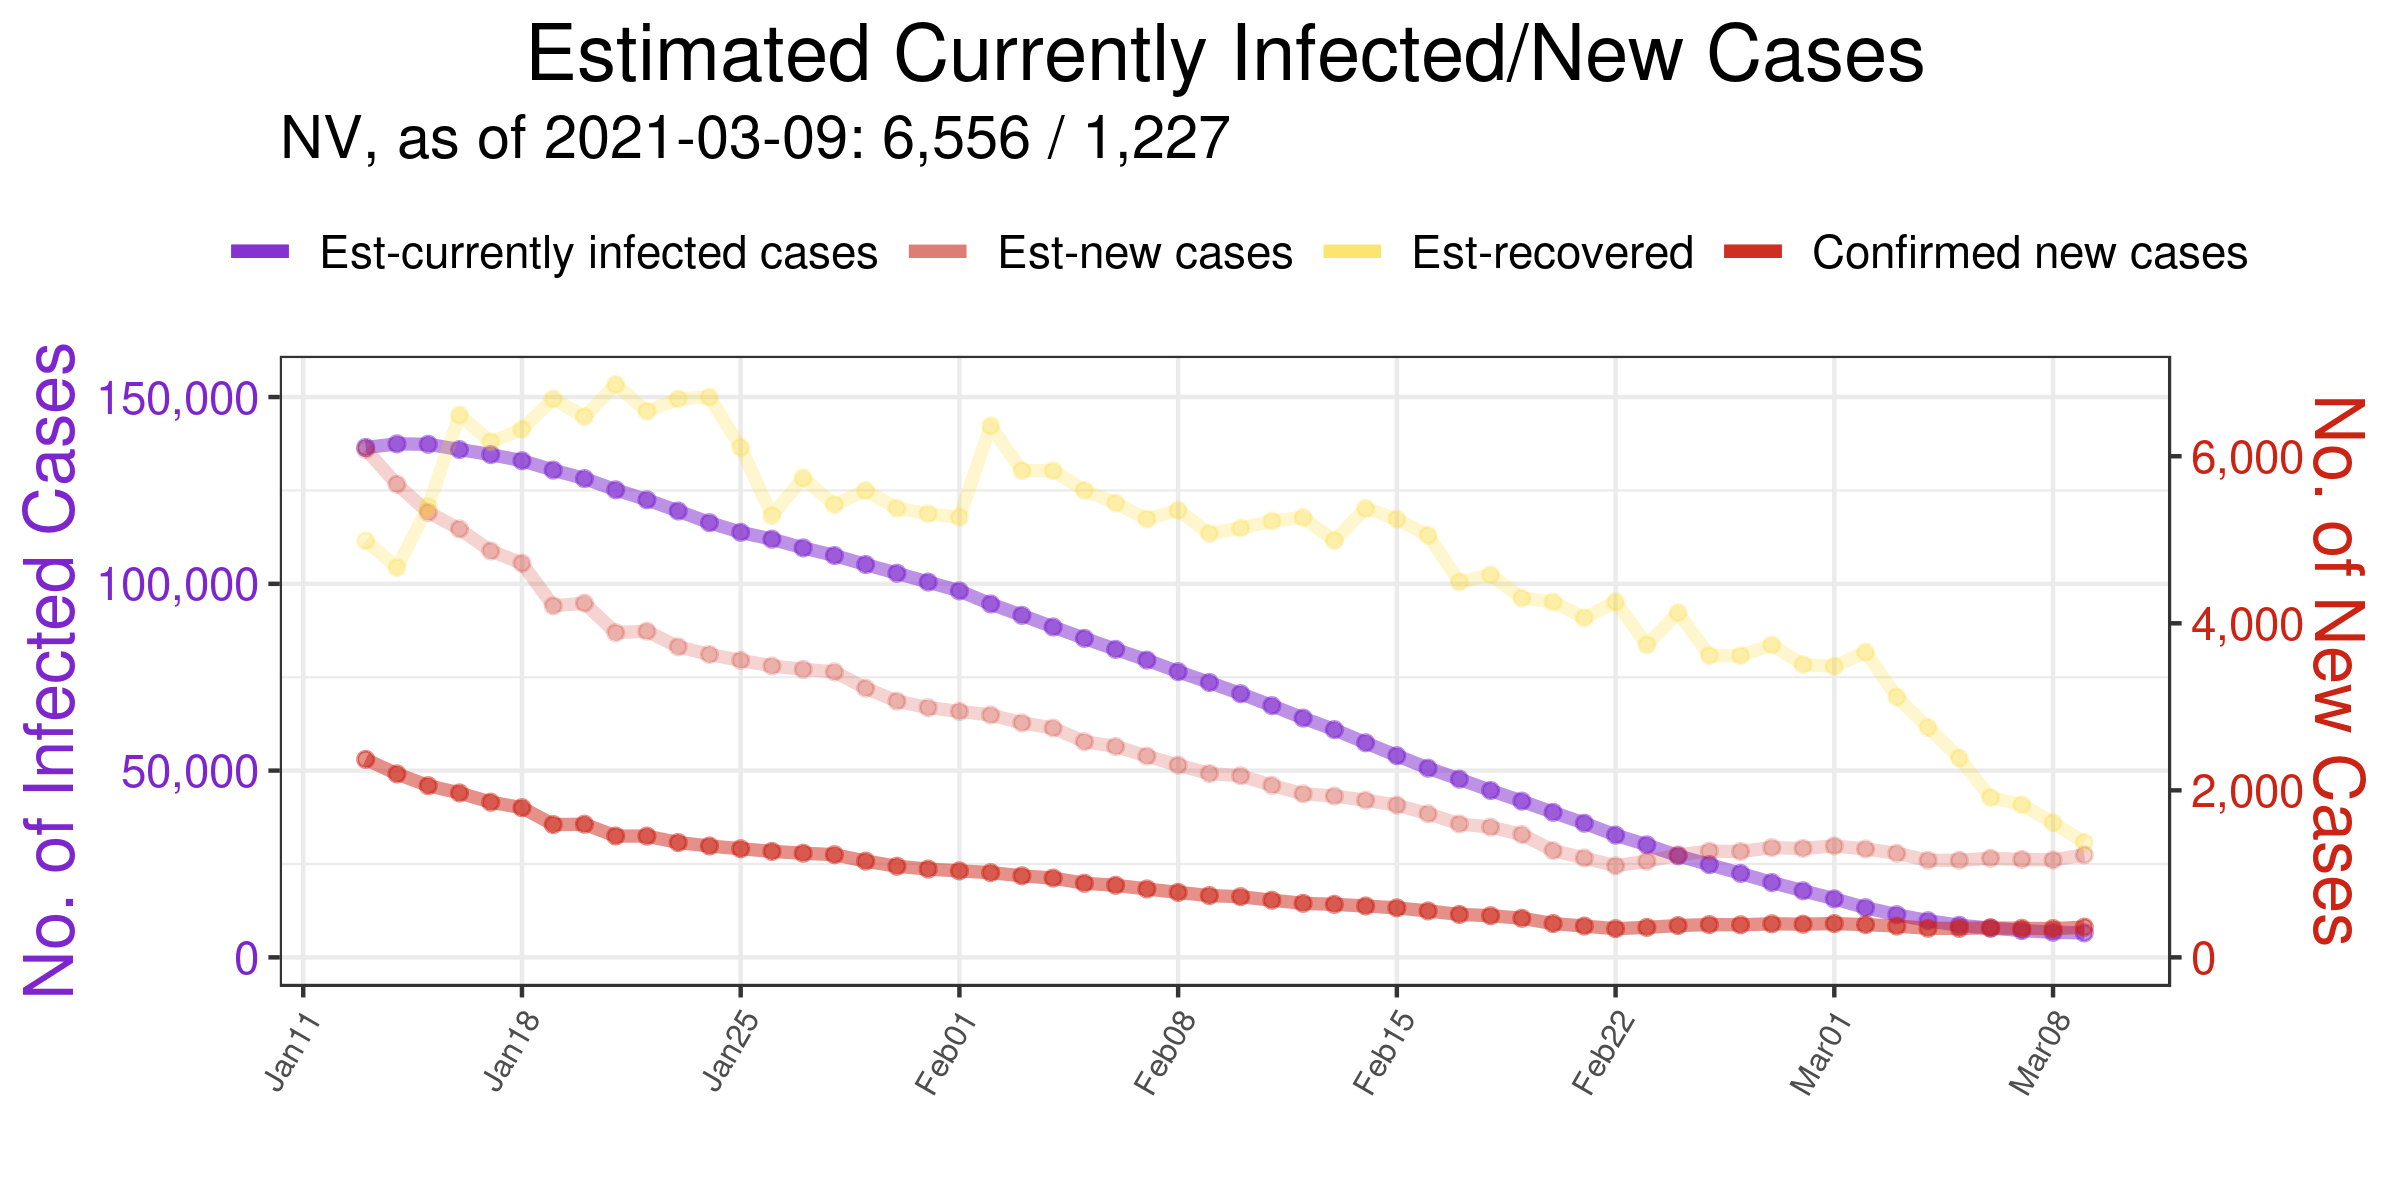 Estimated Currently Infected/New Cases
NV, as of 2021-03-09: 6,556 / 1,227
Est-currently infected cases
Est-new cases
Est-recovered
Confirmed new cases
No. of Infected Cases
150,000
100,000
50,000
0
No. of New Cases
6,000
4,000
2,000
0
Jan11
Jan18
Jan25
Feb01
Feb08
Feb15
Feb22
Mar01
Mar08